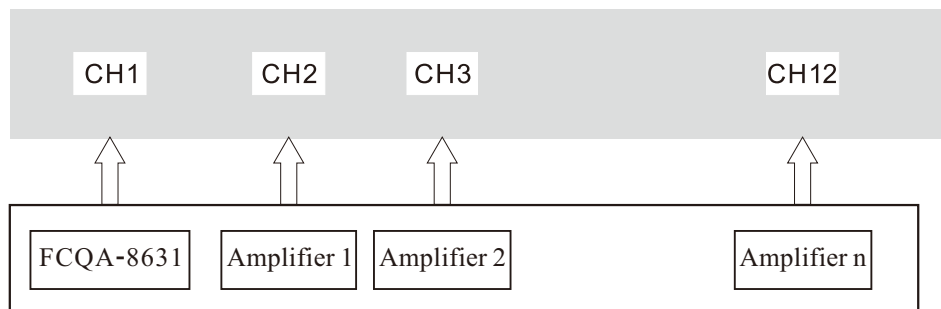 CH1 CH2 CH3 CH12
FCQA-8631 Amplifier 1 Amplifier 2 Amplifier n